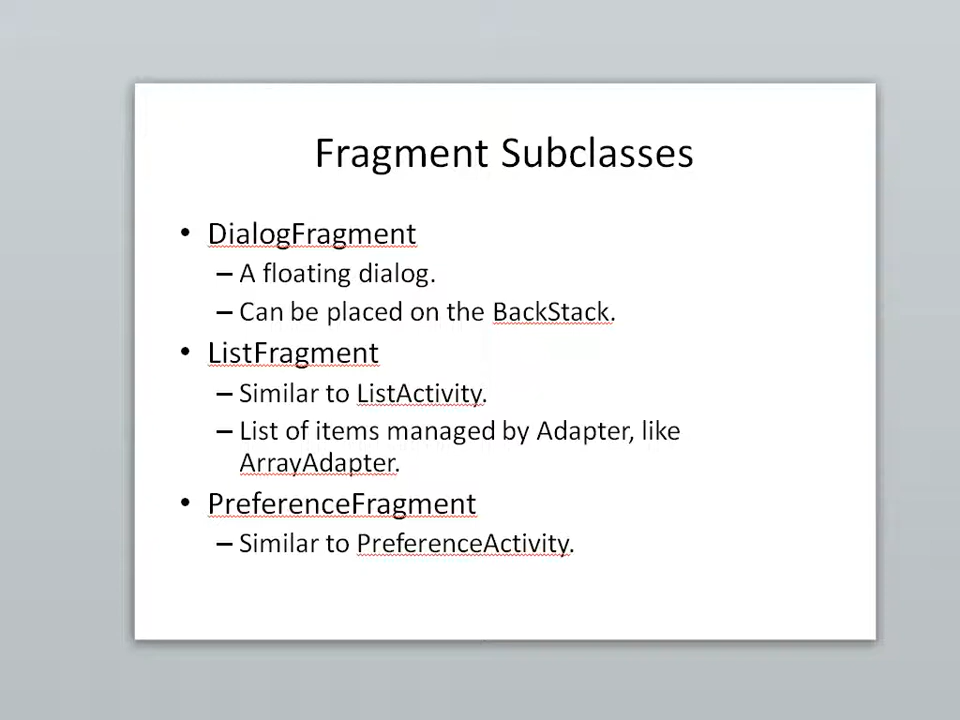 Fragment Subclasses
• DialogFragment
– A floating dialog.
– Can be placed on the BackStack.
• ListFragment
– Similar to ListActivity.
– List of items managed by Adapter, like
ArrayAdapter.
• PreferenceFragment
– Similar to PreferenceActivity.